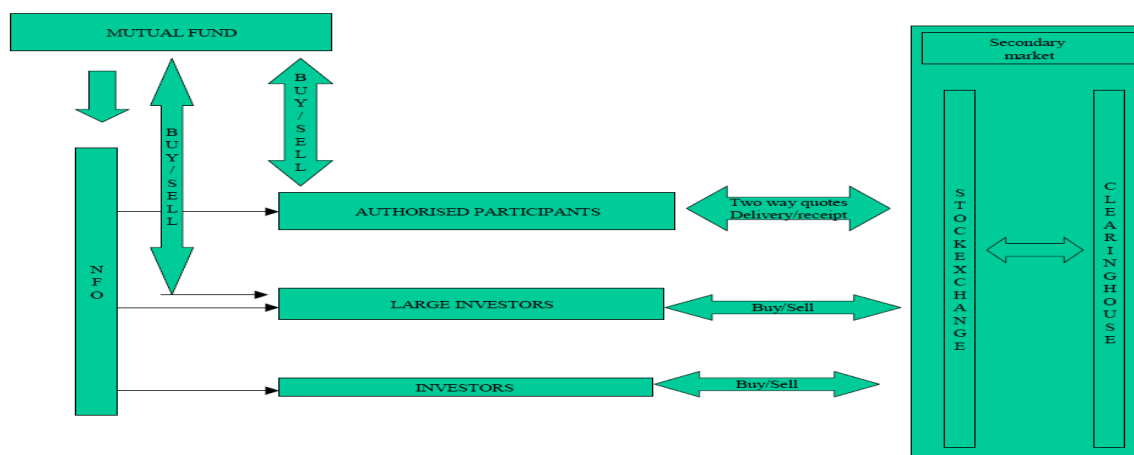 MUTUAL FUND
Secondary
market
BUY/SELL
BUY/SELL
NFO
AUTHORISED PARTICIPANTS
Two way quotes
Delivery/receipt
LARGE INVESTORS
Buy/Sell
INVESTORS
Buy/Sell
STOCKEXCHANGE
CLEARINGHOUSE